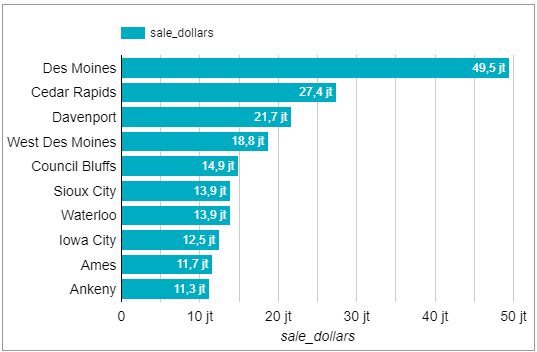 sale_dollars
Des Moines 49,5 jt
Cedar Rapids 27,4 jt
Davenport 21,7 jt
West Des Moines 18,8 jt
Council Bluffs 14,9 jt
Sioux City 13,9 jt
Waterloo 13,9 jt
Iowa City 12,5 jt
Ames 11,7 jt
Ankeny 11,3 jt
0 10 jt 20 jt 30 jt 40 jt 50 jt
sale_dollars